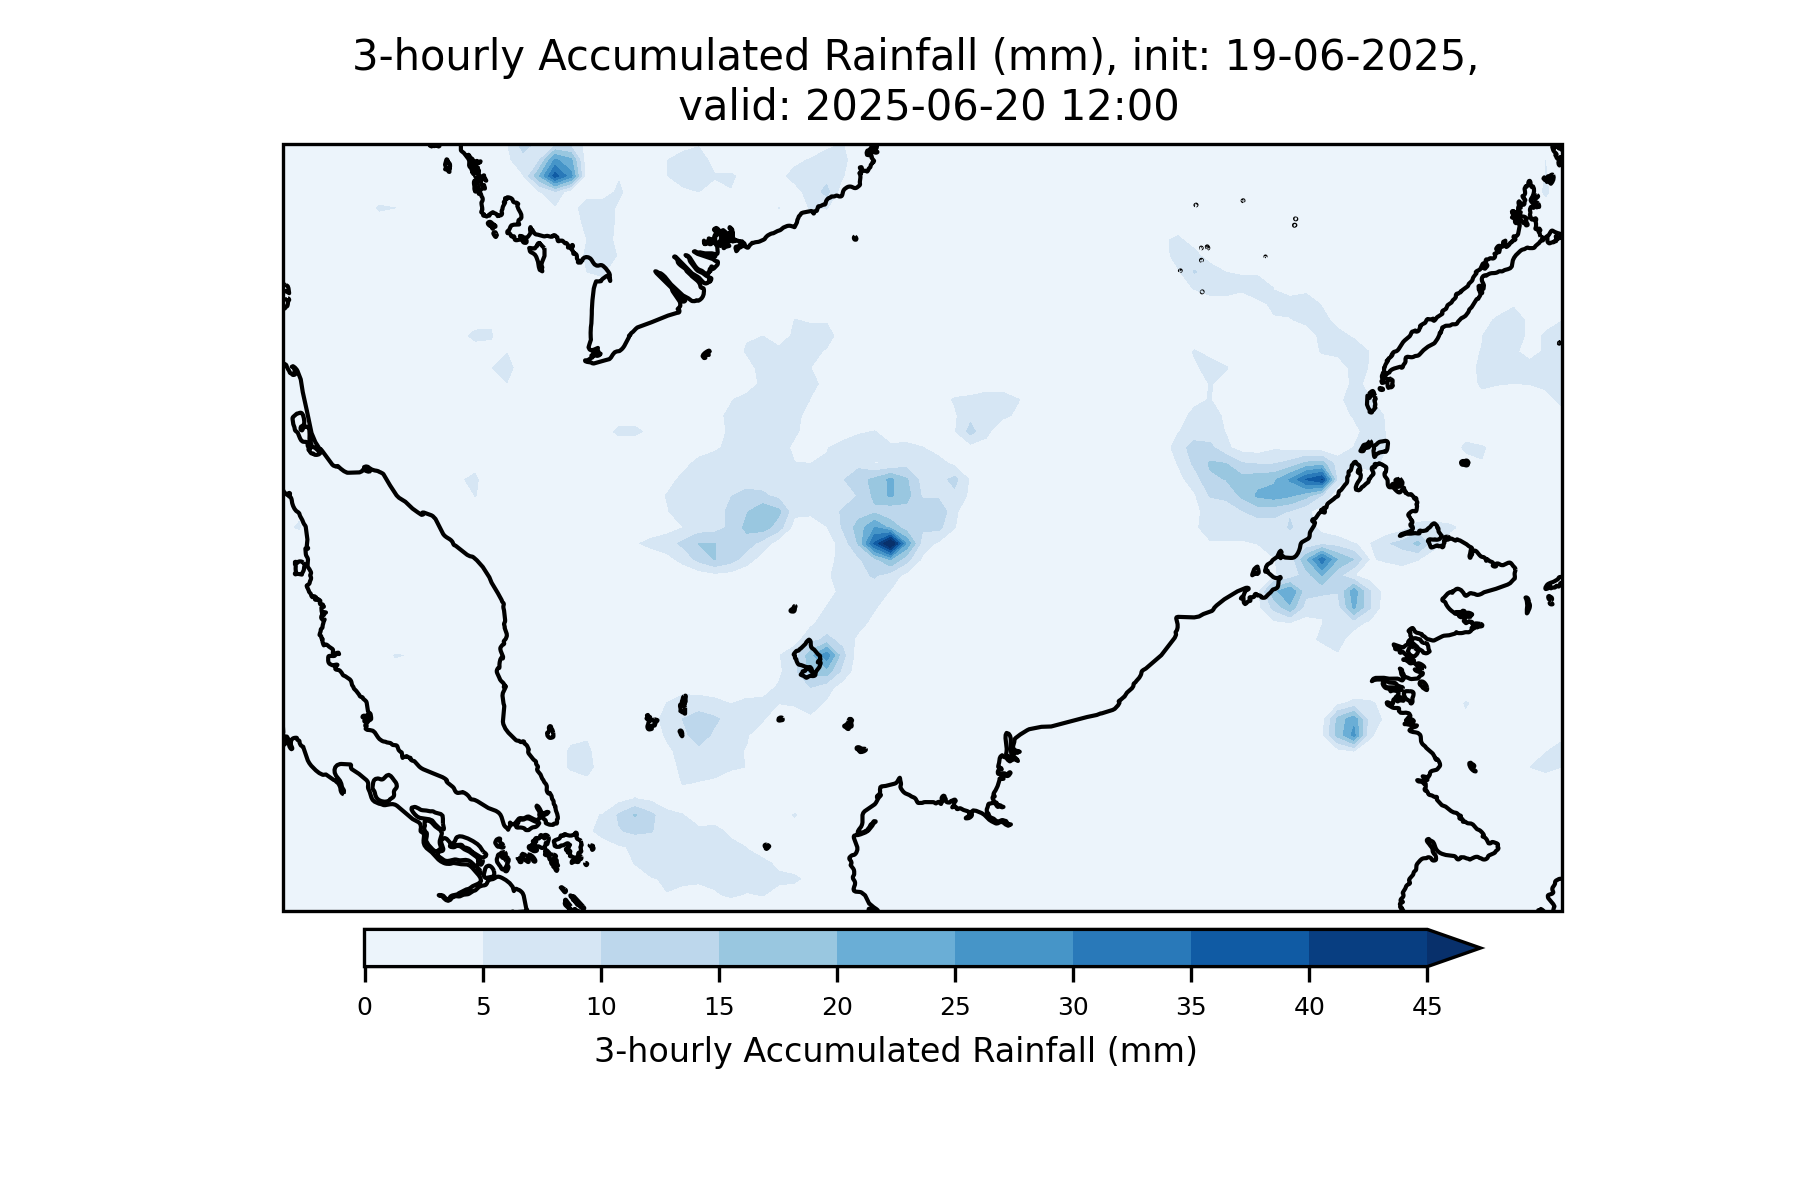 3-hourly Accumulated Rainfall (mm), init: 19-06-2025,
valid: 2025-06-20 12:00
0 5 10 15 20 25 30 35 40 45
3-hourly Accumulated Rainfall (mm)